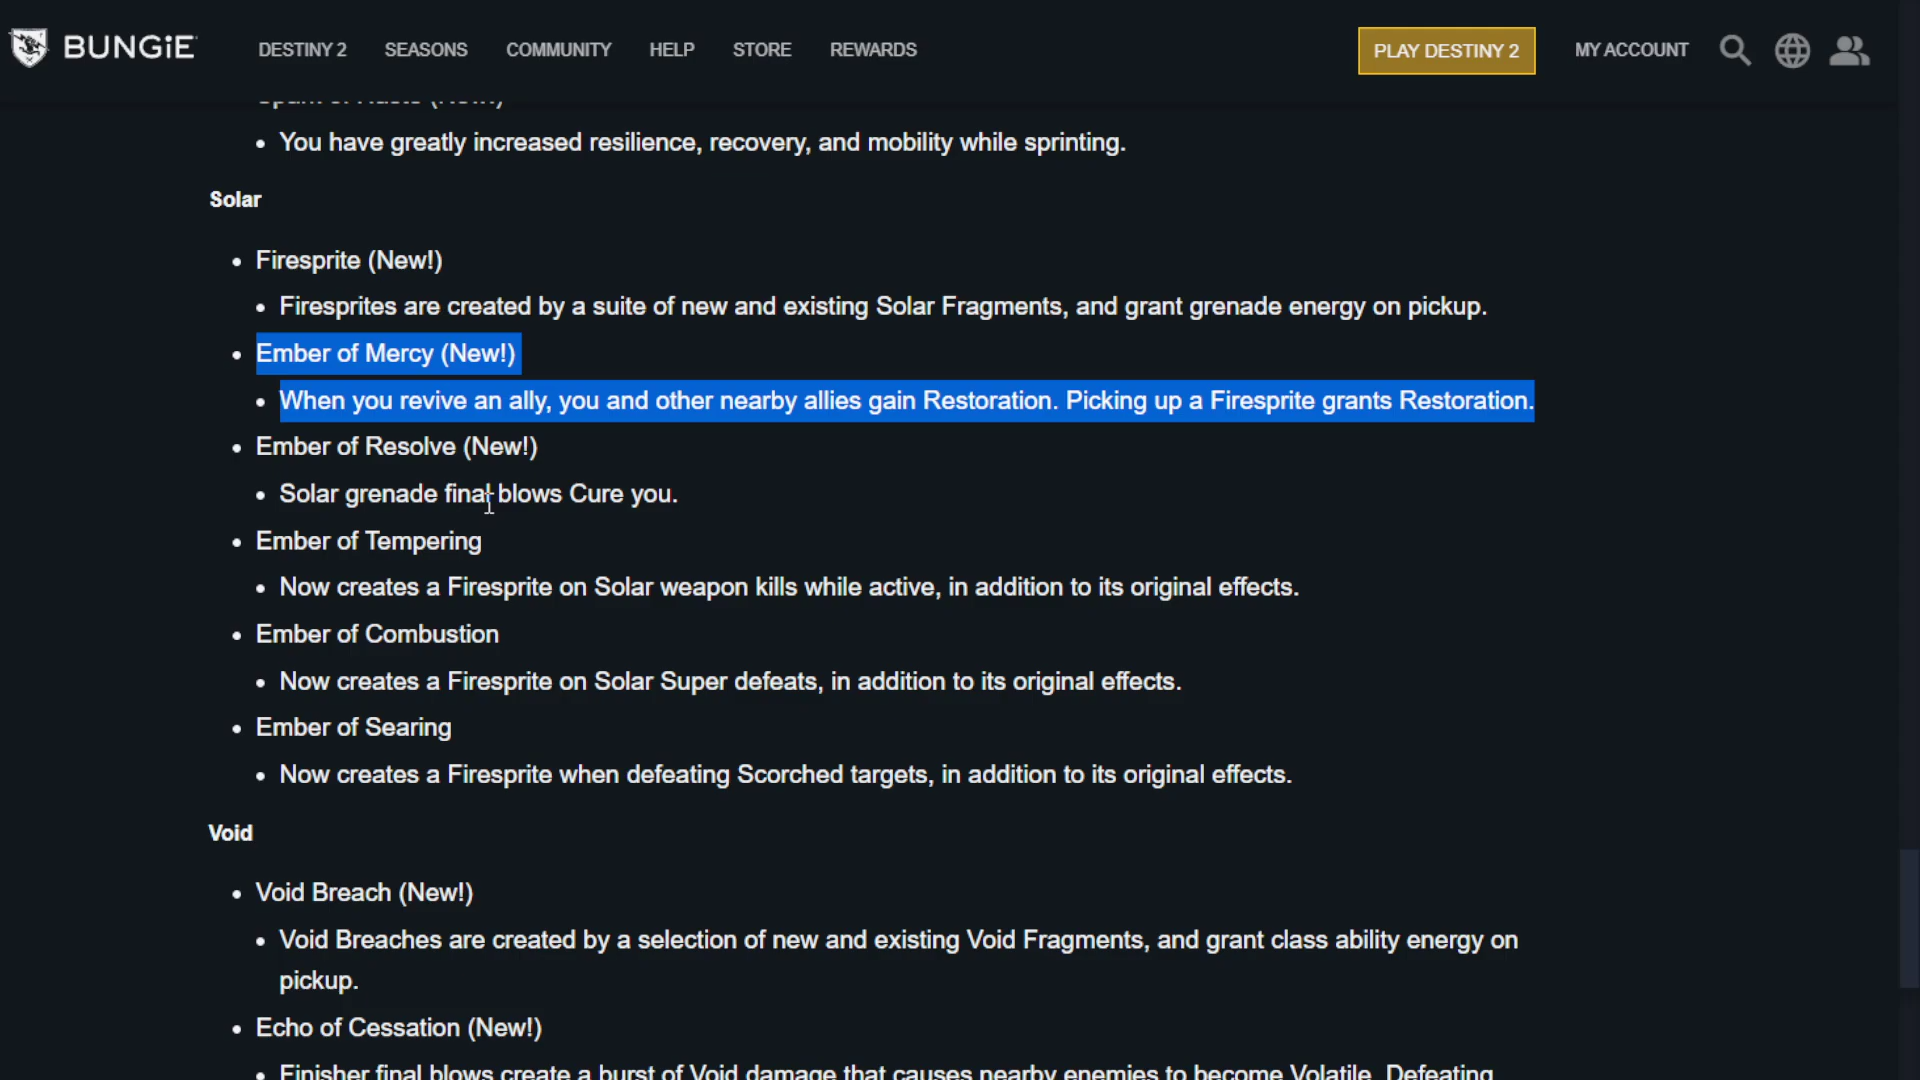 BUNGiE
DESTINY 2 SEASONS COMMUNITY HELP STORE REWARDS
PLAY DESTINY 2
MY ACCOUNT
You have greatly increased resilience, recovery, and mobility while sprinting.
Solar
Firesprite (New!)
Firesprites are created by a suite of new and existing Solar Fragments, and grant grenade energy on pickup.
Ember of Mercy (New!)
When you revive an ally, you and other nearby allies gain Restoration. Picking up a Firesprite grants Restoration.
Ember of Resolve (New!)
Solar grenade final blows Cure you.
Ember of Tempering
Now creates a Firesprite on Solar weapon kills while active, in addition to its original effects.
Ember of Combustion
Now creates a Firesprite on Solar Super defeats, in addition to its original effects.
Ember of Searing
Now creates a Firesprite when defeating Scorched targets, in addition to its original effects.
Void
Void Breach (New!)
Void Breaches are created by a selection of new and existing Void Fragments, and grant class ability energy on
pickup.
Echo of Cessation (New!)
Finisher final blows create a burst of Void damage that causes nearby enemies to become Volatile. Defeating